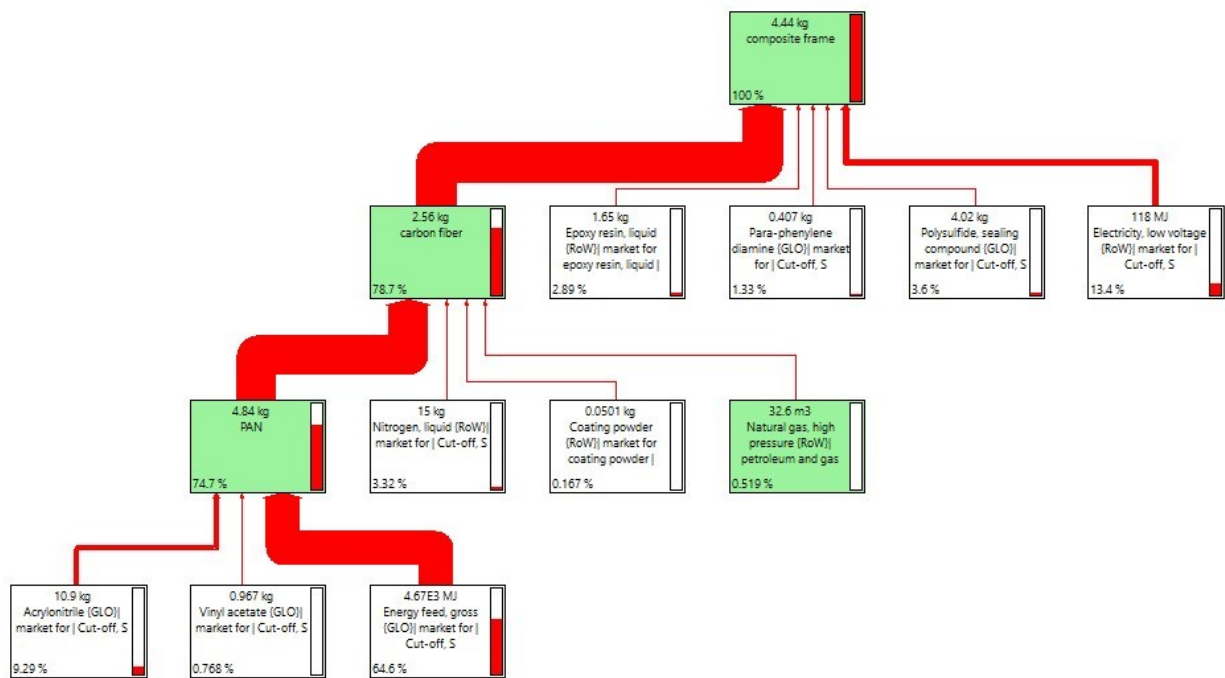 4.44 kg
composite frame
100 %
2.56 kg
carbon fiber
78.7 %
1.65 kg
Epoxy resin, liquid
{RoW}| market for
epoxy resin, liquid |
2.89 %
0.407 kg
Para-phenylene
diamine {GLO}| market
for | Cut-off, S
1.33 %
4.02 kg
Polysulfide, sealing
compound {GLO}|
market for | Cut-off, S
3.6 %
118 MJ
Electricity, low voltage
{RoW}| market for |
Cut-off, S
13.4 %
4.84 kg
PAN
74.7 %
15 kg
Nitrogen, liquid {RoW}|
market for | Cut-off, S
3.32 %
0.0501 kg
Coating powder
{RoW}| market for
coating powder |
0.167 %
32.6 m3
Natural gas, high
pressure {RoW}|
petroleum and gas
0.519 %
10.9 kg
Acrylonitrile {GLO}|
market for | Cut-off, S
9.29 %
0.967 kg
Vinyl acetate {GLO}|
market for | Cut-off, S
0.768 %
4.67E3 MJ
Energy feed, gross
{GLO}| market for |
Cut-off, S
64.6 %